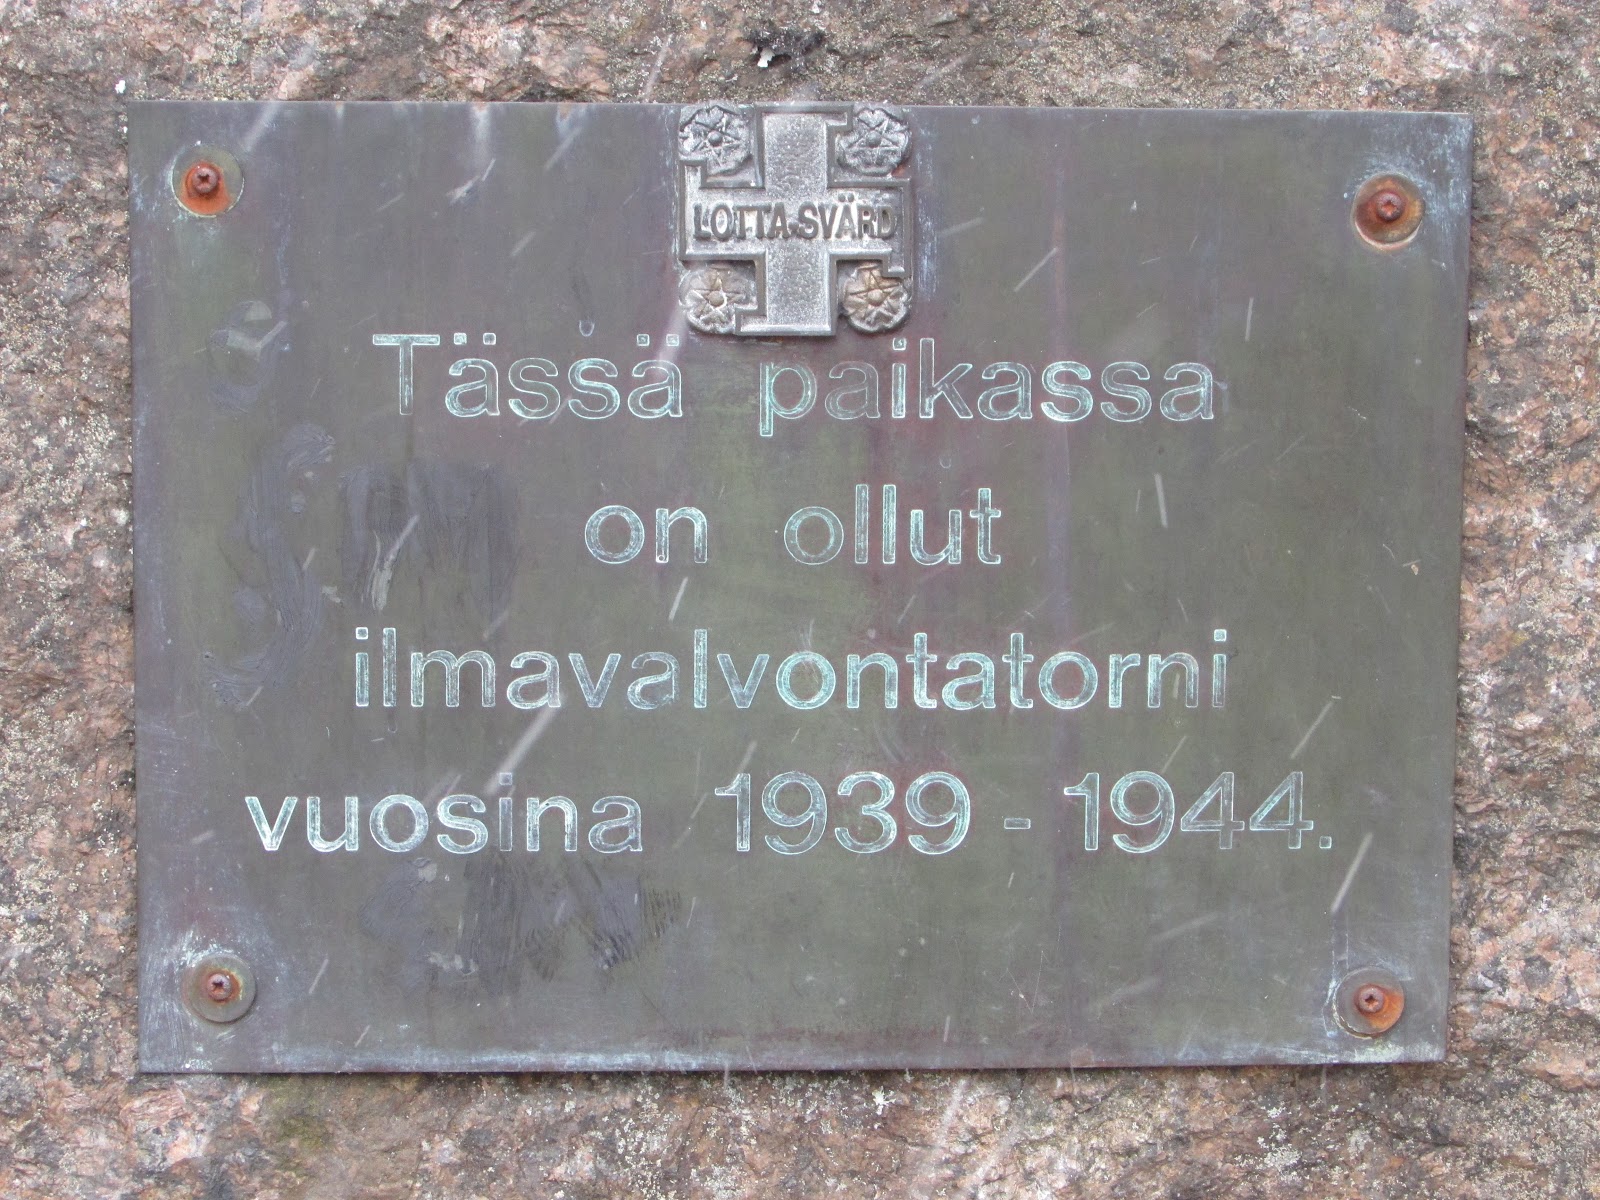 LOTTA SVÄRD
Tässä paikassa
on ollut
ilmavalvontatorni
vuosina 1939 - 1944.